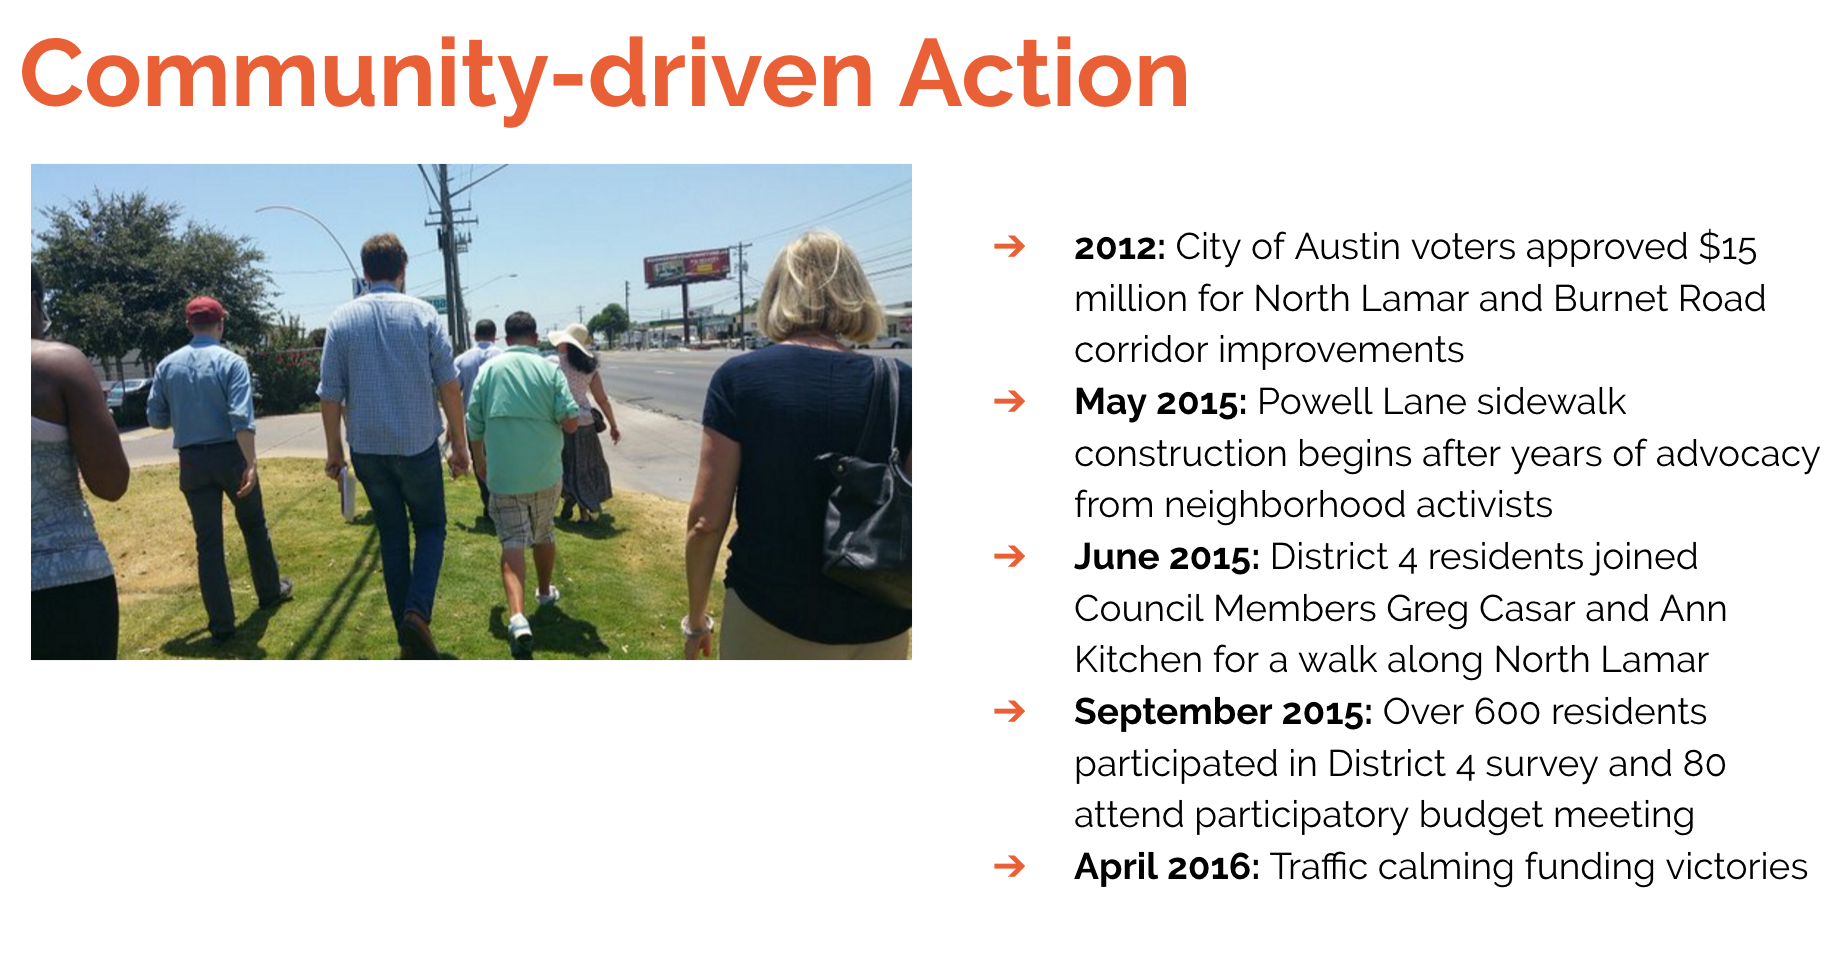 Community-driven Action
➔ 2012: City of Austin voters approved $15
million for North Lamar and Burnet Road
corridor improvements
➔ May 2015: Powell Lane sidewalk
construction begins after years of advocacy
from neighborhood activists
➔ June 2015: District 4 residents joined
Council Members Greg Casar and Ann
Kitchen for a walk along North Lamar
➔ September 2015: Over 600 residents
participated in District 4 survey and 80
attend participatory budget meeting
➔ April 2016: Traffic calming funding victories